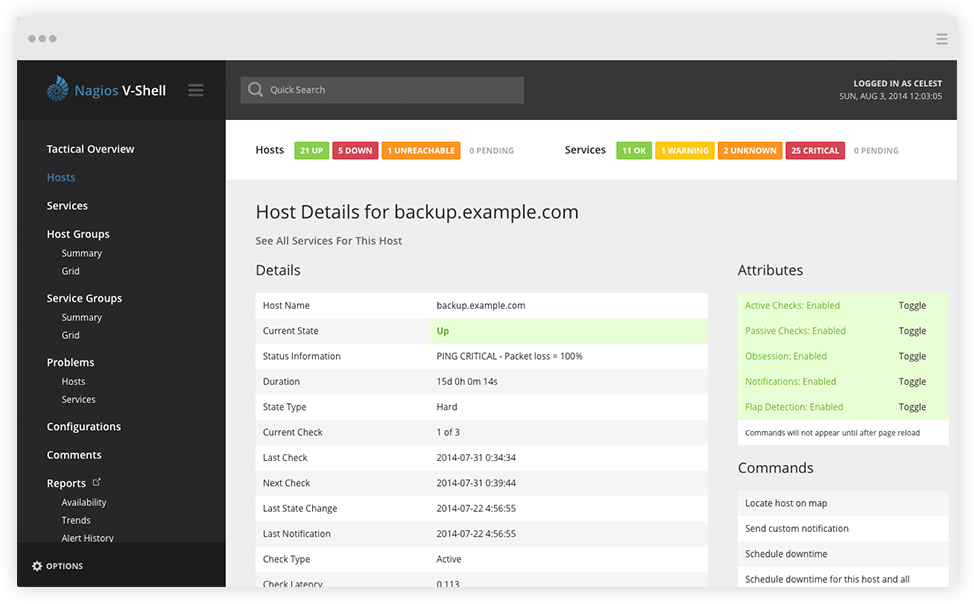 Nagios V-Shell
Quick Search
LOGGED IN AS CELEST
SUN, AUG 3, 2014 12:03:05
Tactical Overview
Hosts
Services
Host Groups
Summary
Grid
Service Groups
Summary
Grid
Problems
Hosts
Services
Configurations
Comments
Reports
Availability
Trends
Alert History
OPTIONS
Hosts 21 UP 5 DOWN 1 UNREACHABLE 0 PENDING
Services 11 OK 1 WARNING 2 UNKNOWN 25 CRITICAL 0 PENDING
Host Details for backup.example.com
See All Services For This Host
Details
Host Name backup.example.com
Current State Up
Status Information PING CRITICAL - Packet loss = 100%
Duration 15d 0h 0m 14s
State Type Hard
Current Check 1 of 3
Last Check 2014-07-31 0:34:34
Next Check 2014-07-31 0:39:44
Last State Change 2014-07-22 4:56:55
Last Notification 2014-07-22 4:56:55
Check Type Active
Check Latency 0.113
Attributes
Active Checks: Enabled Toggle
Passive Checks: Enabled Toggle
Obsession: Enabled Toggle
Notifications: Enabled Toggle
Flap Detection: Enabled Toggle
Commands will not appear until after page reload
Commands
Locate host on map
Send custom notification
Schedule downtime
Schedule downtime for this host and all